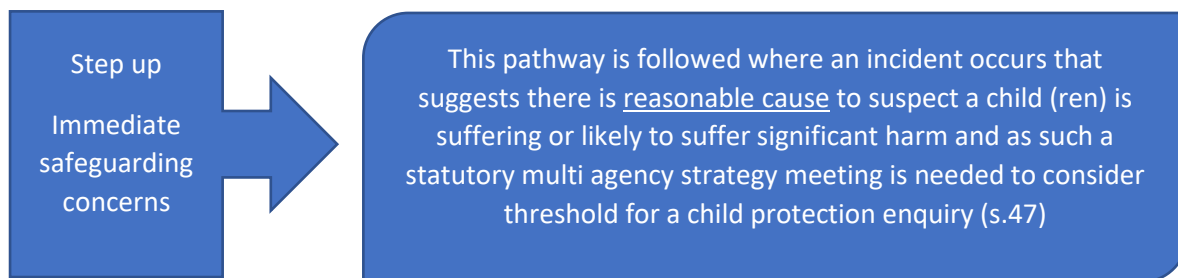 Step up
Immediate
safeguarding
concerns
This pathway is followed where an incident occurs that
suggests there is reasonable cause to suspect a child (ren) is
suffering or likely to suffer significant harm and as such a
statutory multi agency strategy meeting is needed to consider
threshold for a child protection enquiry (s.47)